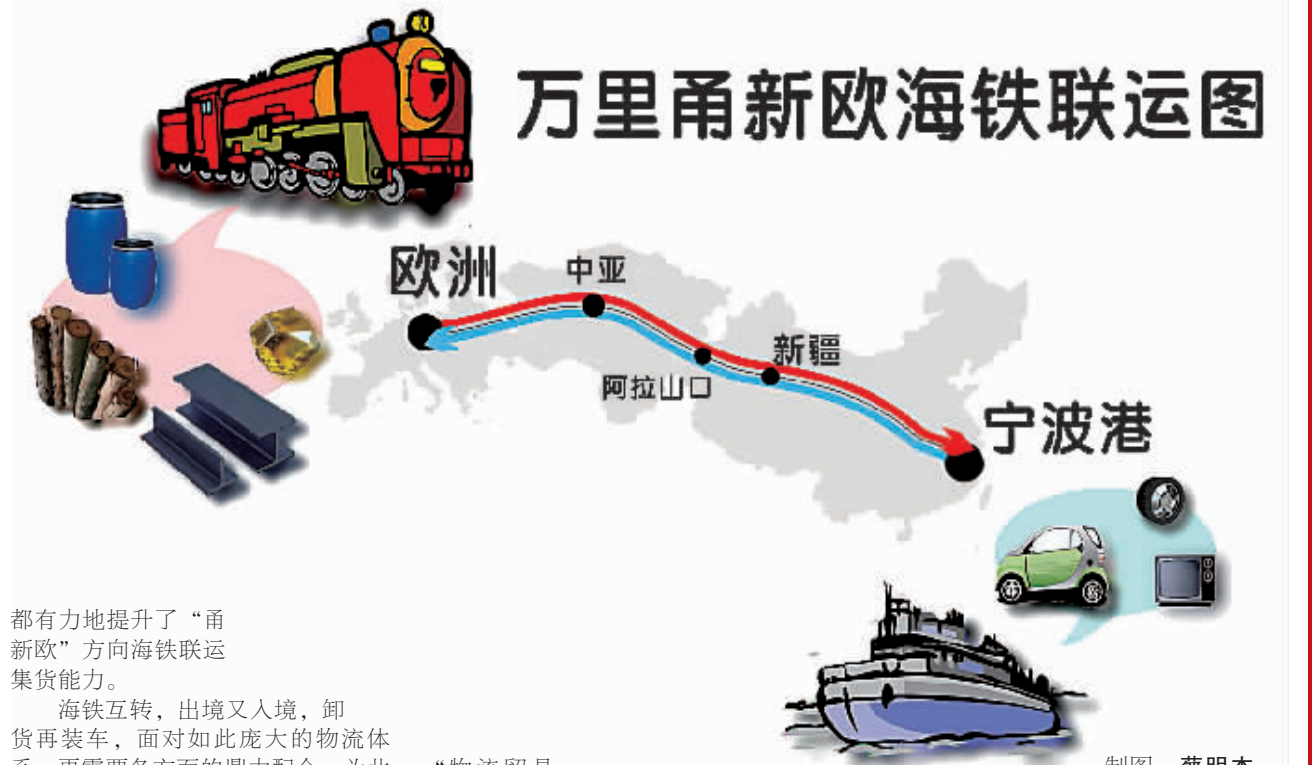 万里甬新欧海铁联运图
欧洲
中亚
新疆
阿拉山口
宁波港
都有力地提升了“甬
新欧”方向海铁联运
集货能力。
海铁互转，出境又入境，卸
货再装车，面对如此庞大的物流体
制图